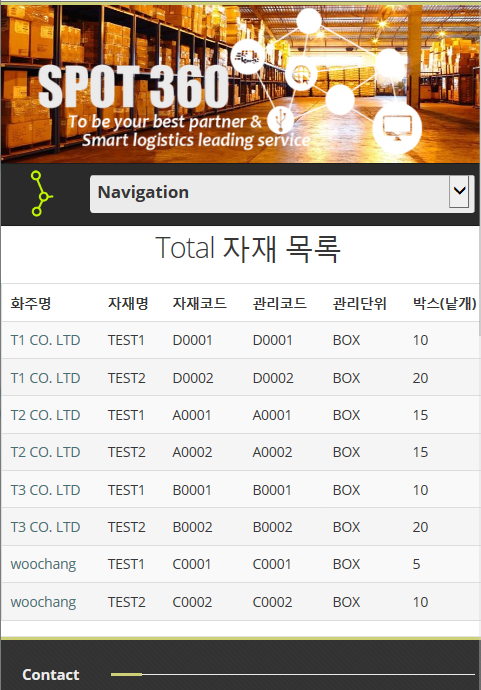 SPOT 360
To be your best partner &
Smart logistics leading service
Navigation
Total 자재 목록
화주명 자재명 자재코드 관리코드 관리단위 박스(낱개)
T1 CO. LTD TEST1 D0001 D0001 BOX 10
T1 CO. LTD TEST2 D0002 D0002 BOX 20
T2 CO. LTD TEST1 A0001 A0001 BOX 15
T2 CO. LTD TEST2 A0002 A0002 BOX 15
T3 CO. LTD TEST1 B0001 B0001 BOX 10
T3 CO. LTD TEST2 B0002 B0002 BOX 20
woochang TEST1 C0001 C0001 BOX 5
woochang TEST2 C0002 C0002 BOX 10
Contact